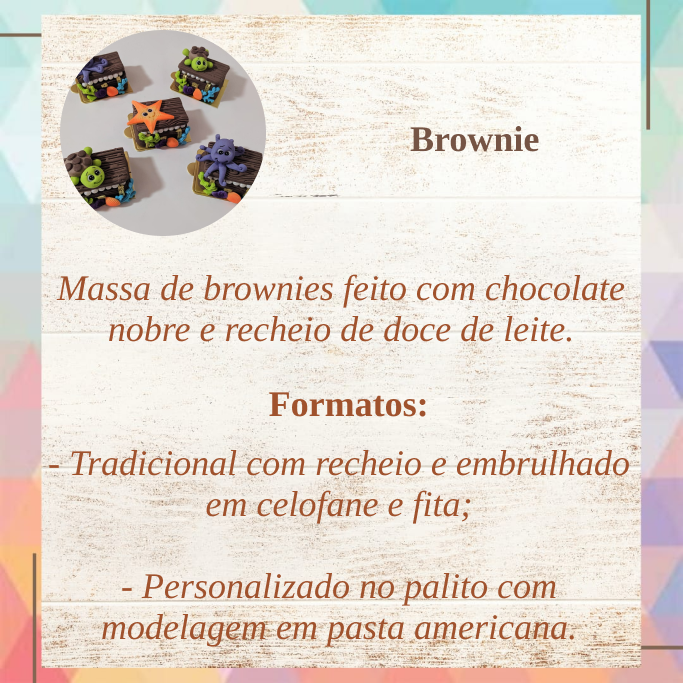 Brownie
Massa de brownies feito com chocolate
nobre e recheio de doce de leite.
Formatos:
- Tradicional com recheio e embrulhado
em celofane e fita;
- Personalizado no palito com
modelagem em pasta americana.